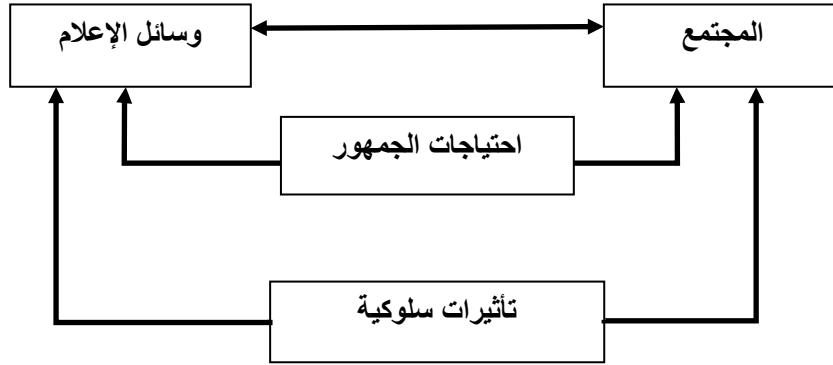 المجتمع
وسائل الإعلام
احتياجات الجمهور
تأثيرات سلوكية